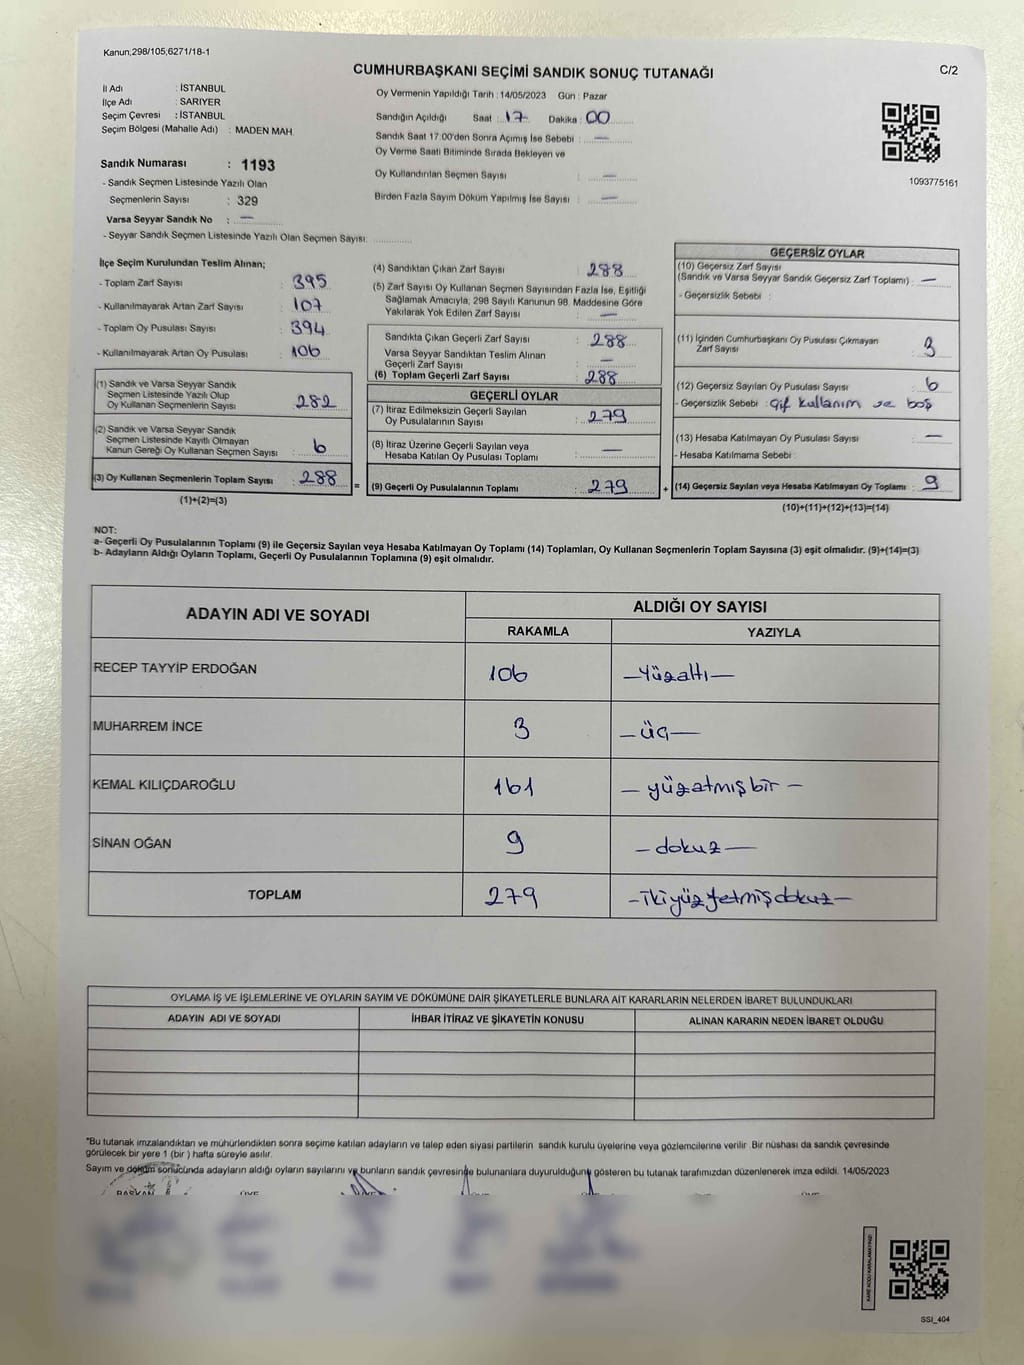 Kanun,298/105,6271/18-1
CUMHURBAŞKANI SEÇİMİ SANDIK SONUÇ TUTANAĞI
C/2
İl Adı : İSTANBUL
İlçe Adı : SARIYER
Seçim Çevresi : İSTANBUL
Seçim Bölgesi (Mahalle Adı) : MADEN MAH.
Oy Vermenin Yapıldığı Tarih : 14/05/2023 Gün : Pazar
Sandığın Açıldığı Saat : 17 Dakika : 00
Sandık Saat 17:00'den Sonra Açımış İse Sebebi : —
Oy Verme Saati Bitiminde Sırada Bekleyen ve
Oy Kullandırılan Seçmen Sayısı : —
Birden Fazla Sayım Döküm Yapılmış İse Sayısı : —
1093775161
Sandık Numarası : 1193
- Sandık Seçmen Listesinde Yazılı Olan
Seçmenlerin Sayısı : 329
Varsa Seyyar Sandık No : —
- Seyyar Sandık Seçmen Listesinde Yazılı Olan Seçmen Sayısı:
İlçe Seçim Kurulundan Teslim Alınan;
- Toplam Zarf Sayısı : 395
- Kullanılmayarak Artan Zarf Sayısı : 107
- Toplam Oy Pusulası Sayısı : 394
- Kullanılmayarak Artan Oy Pusulası : 106
(1) Sandık ve Varsa Seyyar Sandık
Seçmen Listesinde Yazılı Olup
Oy Kullanan Seçmenlerin Sayısı : 282
(2) Sandık ve Varsa Seyyar Sandık
Seçmen Listesinde Kayıtlı Olmayan
Kanun Gereği Oy Kullanan Seçmen Sayısı : 6
(3) Oy Kullanan Seçmenlerin Toplam Sayısı : 288
(1)+(2)=(3)
(4) Sandıktan Çıkan Zarf Sayısı : 288
(5) Zarf Sayısı Oy Kullanan Seçmen Sayısından Fazla İse, Eşitliği
Sağlamak Amacıyla, 298 Sayılı Kanunun 98. Maddesine Göre
Yakılarak Yok Edilen Zarf Sayısı : —
Sandıkta Çıkan Geçerli Zarf Sayısı : 288
Varsa Seyyar Sandıktan Teslim Alınan
Geçerli Zarf Sayısı : —
(6) Toplam Geçerli Zarf Sayısı : 288
GEÇERLİ OYLAR
(7) İtiraz Edilmeksizin Geçerli Sayılan
Oy Pusulalarının Sayısı : 279
(8) İtiraz Üzerine Geçerli Sayılan veya
Hesaba Katılan Oy Pusulası Toplamı : —
= (9) Geçerli Oy Pusulalarının Toplamı : 279 +
GEÇERSİZ OYLAR
(10) Geçersiz Zarf Sayısı
(Sandık ve Varsa Seyyar Sandık Geçersiz Zarf Toplamı) : —
- Geçersizlik Sebebi :
(11) İçinden Cumhurbaşkanı Oy Pusulası Çıkmayan
Zarf Sayısı : 3
(12) Geçersiz Sayılan Oy Pusulası Sayısı : 6
- Geçersizlik Sebebi : Çif kullanım ve boş
(13) Hesaba Katılmayan Oy Pusulası Sayısı : —
- Hesaba Katılmama Sebebi :
(14) Geçersiz Sayılan veya Hesaba Katılmayan Oy Toplamı : 9
(10)+(11)+(12)+(13)=(14)
NOT:
a- Geçerli Oy Pusulalarının Toplamı (9) ile Geçersiz Sayılan veya Hesaba Katılmayan Oy Toplamı (14) Toplamları, Oy Kullanan Seçmenlerin Toplam Sayısına (3) eşit olmalıdır. (9)+(14)=(3)
b- Adayların Aldığı Oyların Toplamı, Geçerli Oy Pusulalarının Toplamına (9) eşit olmalıdır.
ADAYIN ADI VE SOYADI ALDIĞI OY SAYISI
RAKAMLA YAZIYLA
RECEP TAYYİP ERDOĞAN 106 —Yüzaltı—
MUHARREM İNCE 3 —üç—
KEMAL KILIÇDAROĞLU 161 —yüzatmışbir—
SİNAN OĞAN 9 —dokuz—
TOPLAM 279 —ikiyüzyetmişdokuz—
OYLAMA İŞ VE İŞLEMLERİNE VE OYLARIN SAYIM VE DÖKÜMÜNE DAİR ŞİKAYETLERLE BUNLARA AİT KARARLARIN NELERDEN İBARET BULUNDUKLARI
ADAYIN ADI VE SOYADI İHBAR İTİRAZ VE ŞİKAYETİN KONUSU ALINAN KARARIN NEDEN İBARET OLDUĞU
*Bu tutanak imzalandıktan ve mühürlendikten sonra seçime katılan adayların ve talep eden siyasi partilerin sandık kurulu üyelerine veya gözlemcilerine verilir. Bir nüshası da sandık çevresinde
görülecek bir yere 1 (bir ) hafta süreyle asılır.
Sayım ve döküm sonucunda adayların aldığı oyların sayılarını ve bunların sandık çevresinde bulunanlara duyurulduğunu gösteren bu tutanak tarafımızdan düzenlenerek imza edildi. 14/05/2023
BAŞKAN
SSI_404